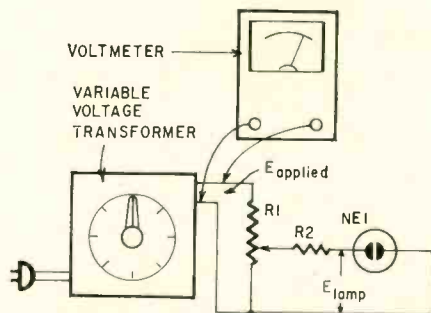 VOLTMETER
VARIABLE
VOLTAGE
TRANSFORMER
E applied
R1
R2
NE1
E lamp